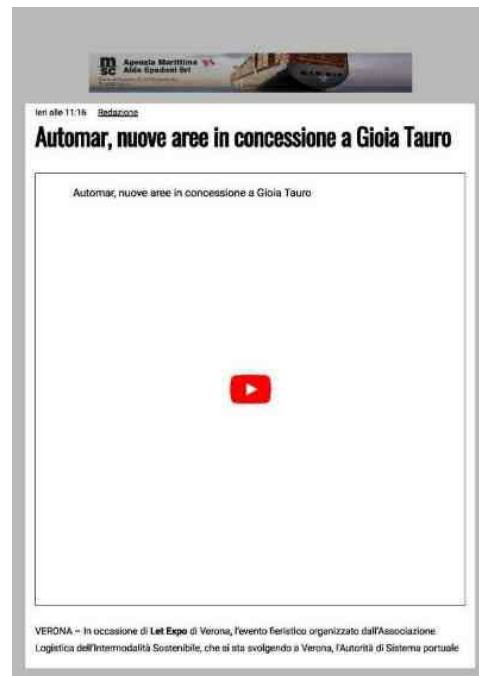 msc Agenzia Marittima
Aldo Spadoni Srl
Ieri alle 11:16 Redazione
Automar, nuove aree in concessione a Gioia Tauro
Automar, nuove aree in concessione a Gioia Tauro
VERONA – In occasione di Let Expo di Verona, l'evento fieristico organizzato dall'Associazione
Logistica dell'Intermodalità Sostenibile, che si sta svolgendo a Verona, l'Autorità di Sistema portuale